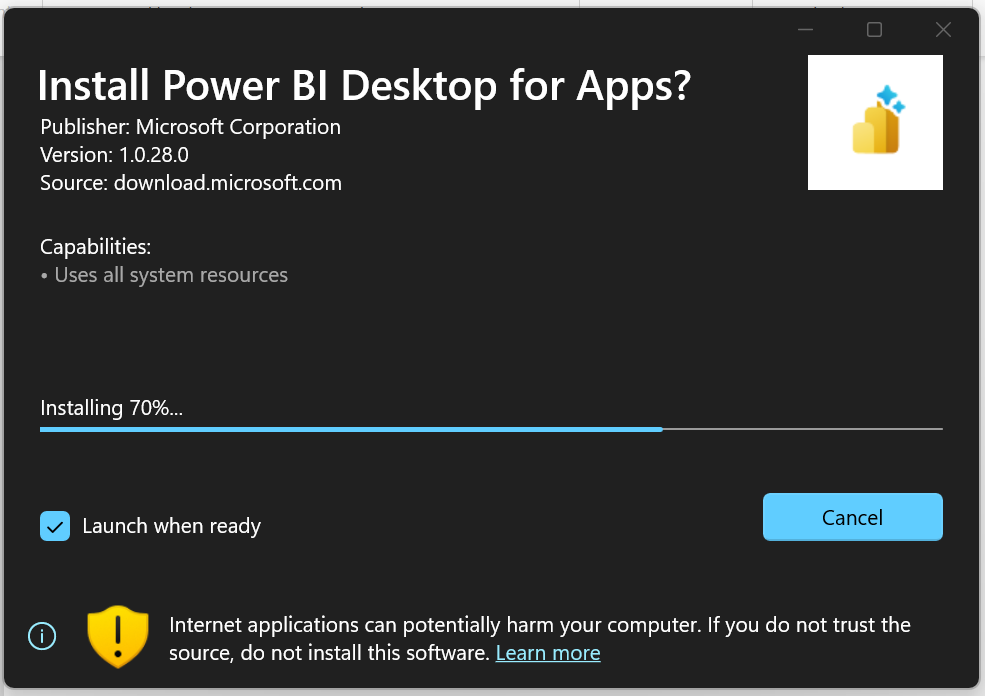 Install Power BI Desktop for Apps?
Publisher: Microsoft Corporation
Version: 1.0.28.0
Source: download.microsoft.com
Capabilities:
• Uses all system resources
Installing 70%...
Launch when ready
Cancel
Internet applications can potentially harm your computer. If you do not trust the
source, do not install this software. Learn more